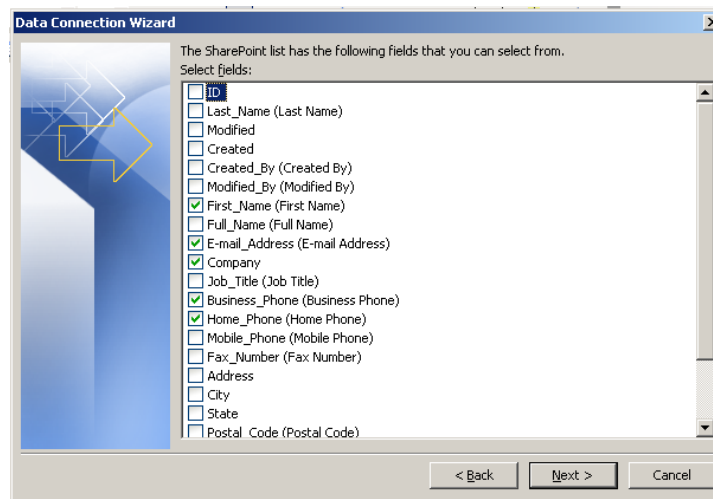 Data Connection Wizard
The SharePoint list has the following fields that you can select from.
Select fields:
ID
Last_Name (Last Name)
Modified
Created
Created_By (Created By)
Modified_By (Modified By)
First_Name (First Name)
Full_Name (Full Name)
E-mail_Address (E-mail Address)
Company
Job_Title (Job Title)
Business_Phone (Business Phone)
Home_Phone (Home Phone)
Mobile_Phone (Mobile Phone)
Fax_Number (Fax Number)
Address
City
State
Postal_Code (Postal Code)
< Back Next > Cancel